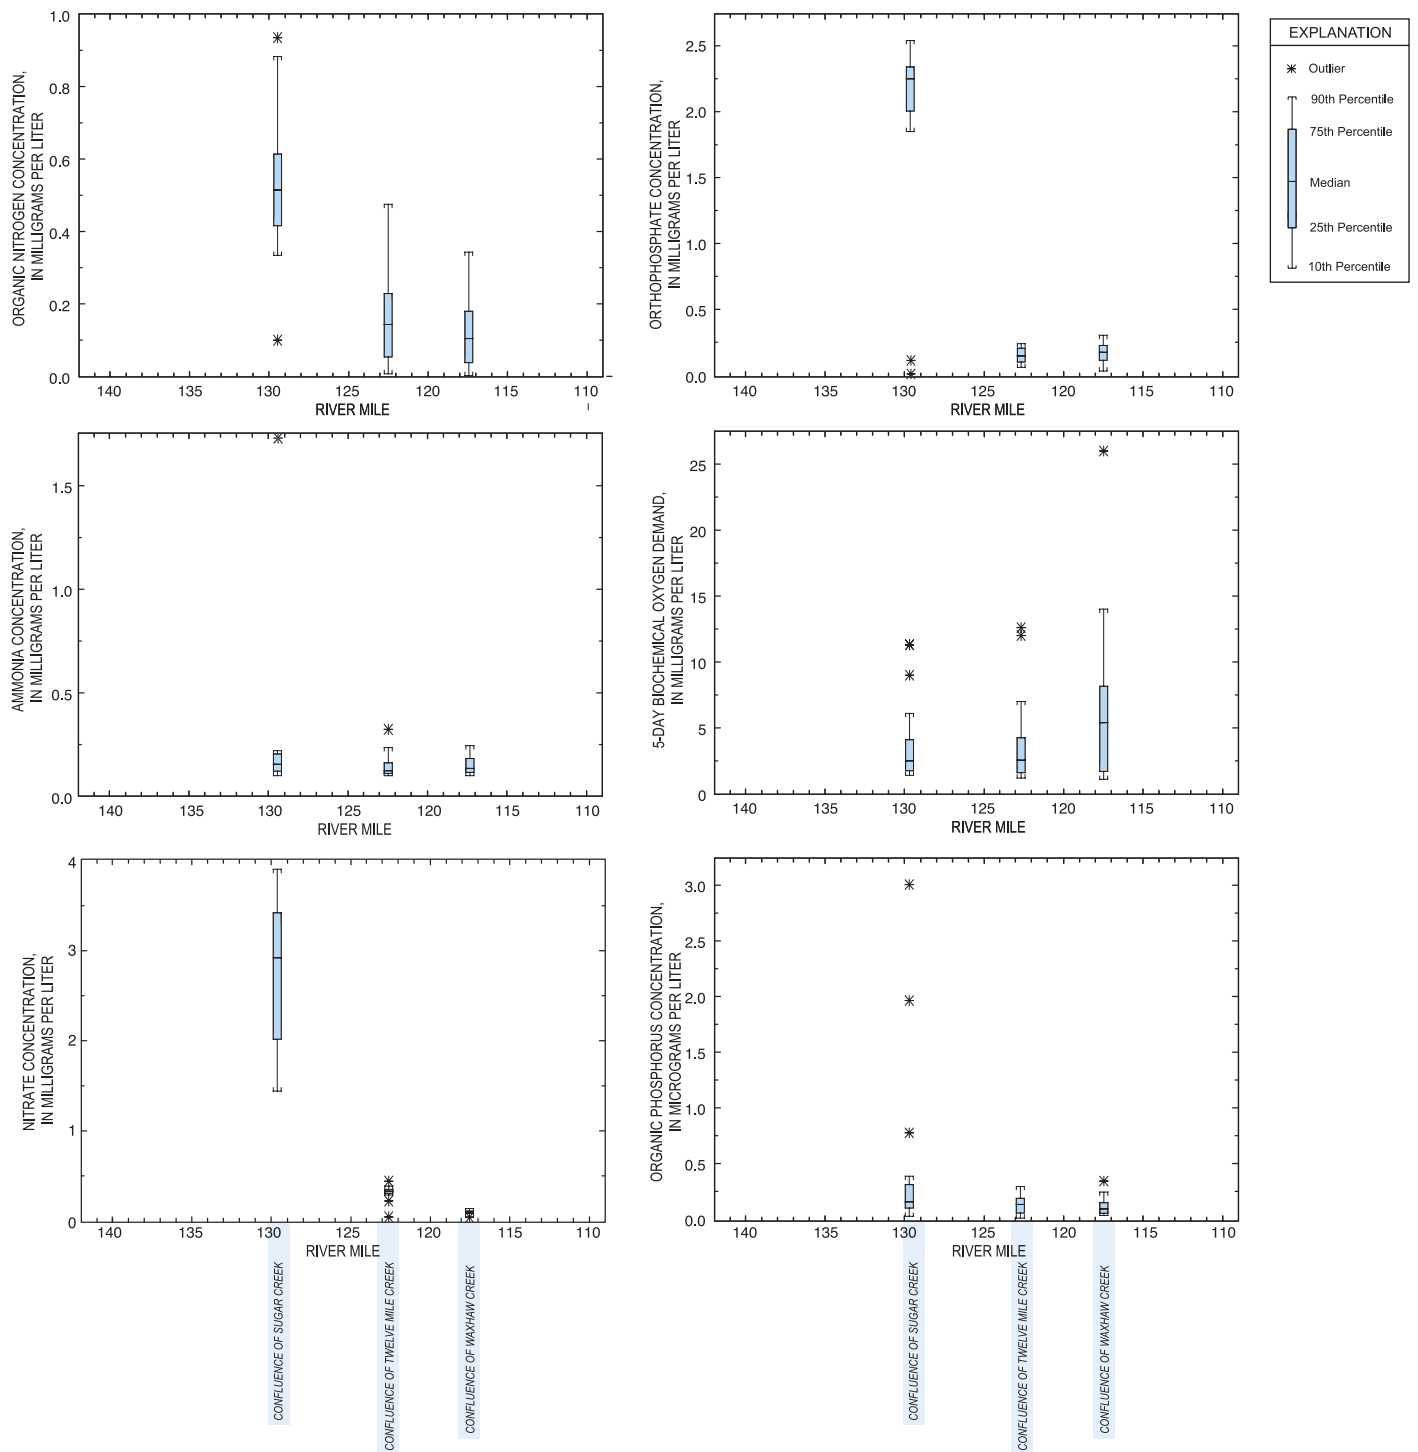 ORGANIC NITROGEN CONCENTRATION,
IN MILLIGRAMS PER LITER
1.0
0.8
0.6
0.4
0.2
0.0
140 135 130 125 120 115 110
RIVER MILE
ORTHOPHOSPHATE CONCENTRATION,
IN MILLIGRAMS PER LITER
2.5
2.0
1.5
1.0
0.5
0.0
140 135 130 125 120 115 110
RIVER MILE
EXPLANATION
Outlier
90th Percentile
75th Percentile
Median
25th Percentile
10th Percentile
AMMONIA CONCENTRATION,
IN MILLIGRAMS PER LITER
1.5
1.0
0.5
0.0
140 135 130 125 120 115 110
RIVER MILE
5-DAY BIOCHEMICAL OXYGEN DEMAND,
IN MILLIGRAMS PER LITER
25
20
15
10
5
0
140 135 130 125 120 115 110
RIVER MILE
NITRATE CONCENTRATION,
IN MILLIGRAMS PER LITER
4
3
2
1
0
140 135 130 125 120 115 110
RIVER MILE
CONFLUENCE OF SUGAR CREEK
CONFLUENCE OF TWELVE MILE CREEK
CONFLUENCE OF WAXHAW CREEK
ORGANIC PHOSPHORUS CONCENTRATION,
IN MICROGRAMS PER LITER
3.0
2.5
2.0
1.5
1.0
0.5
0.0
140 135 130 125 120 115 110
RIVER MILE
CONFLUENCE OF SUGAR CREEK
CONFLUENCE OF TWELVE MILE CREEK
CONFLUENCE OF WAXHAW CREEK